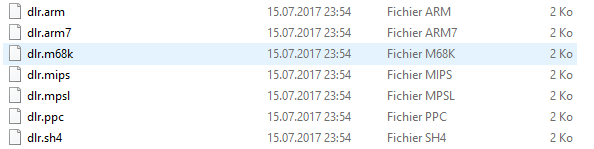 dlr.arm 15.07.2017 23:54 Fichier ARM 2 Ko
dlr.arm7 15.07.2017 23:54 Fichier ARM7 2 Ko
dlr.m68k 15.07.2017 23:54 Fichier M68K 2 Ko
dlr.mips 15.07.2017 23:54 Fichier MIPS 2 Ko
dlr.mpsl 15.07.2017 23:54 Fichier MPSL 2 Ko
dlr.ppc 15.07.2017 23:54 Fichier PPC 2 Ko
dlr.sh4 15.07.2017 23:54 Fichier SH4 2 Ko